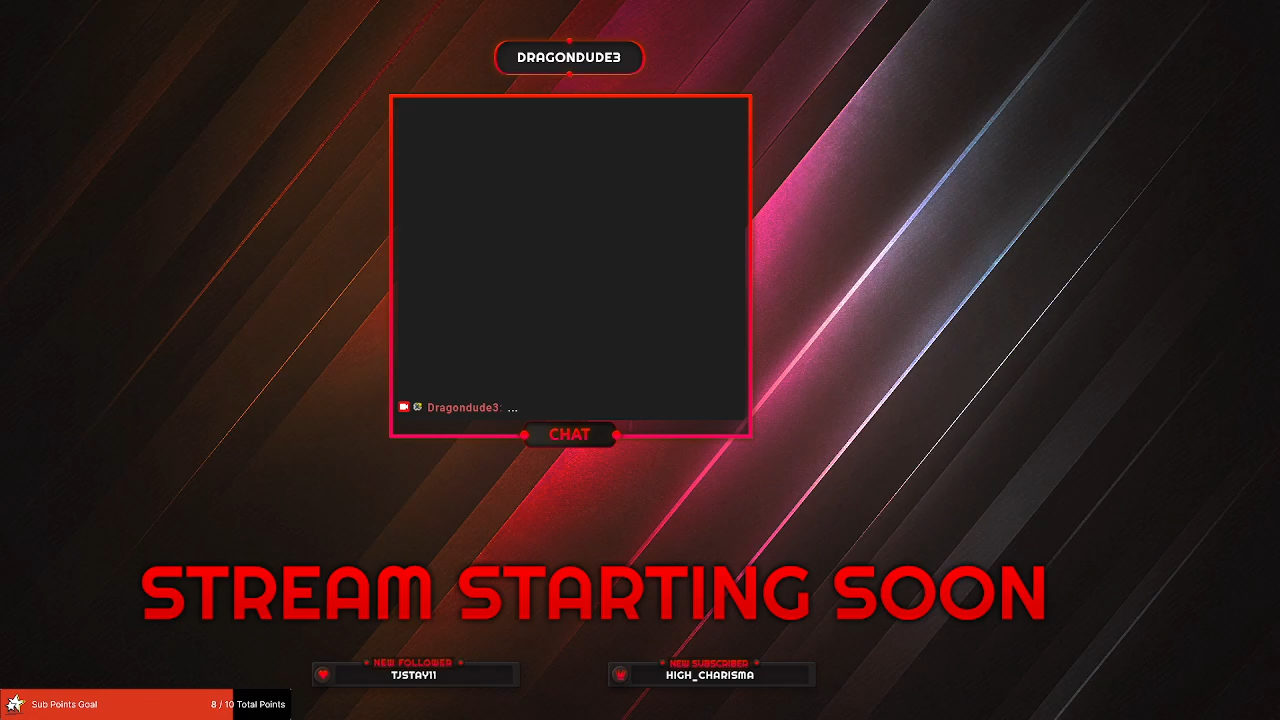 DRAGONDUDE3
Dragondude3: ...
CHAT
STREAM STARTING SOON
NEW FOLLOWER
TJSTAY11
NEW SUBSCRIBER
HIGH_CHARISMA
Sub Points Goal
8 / 10 Total Points